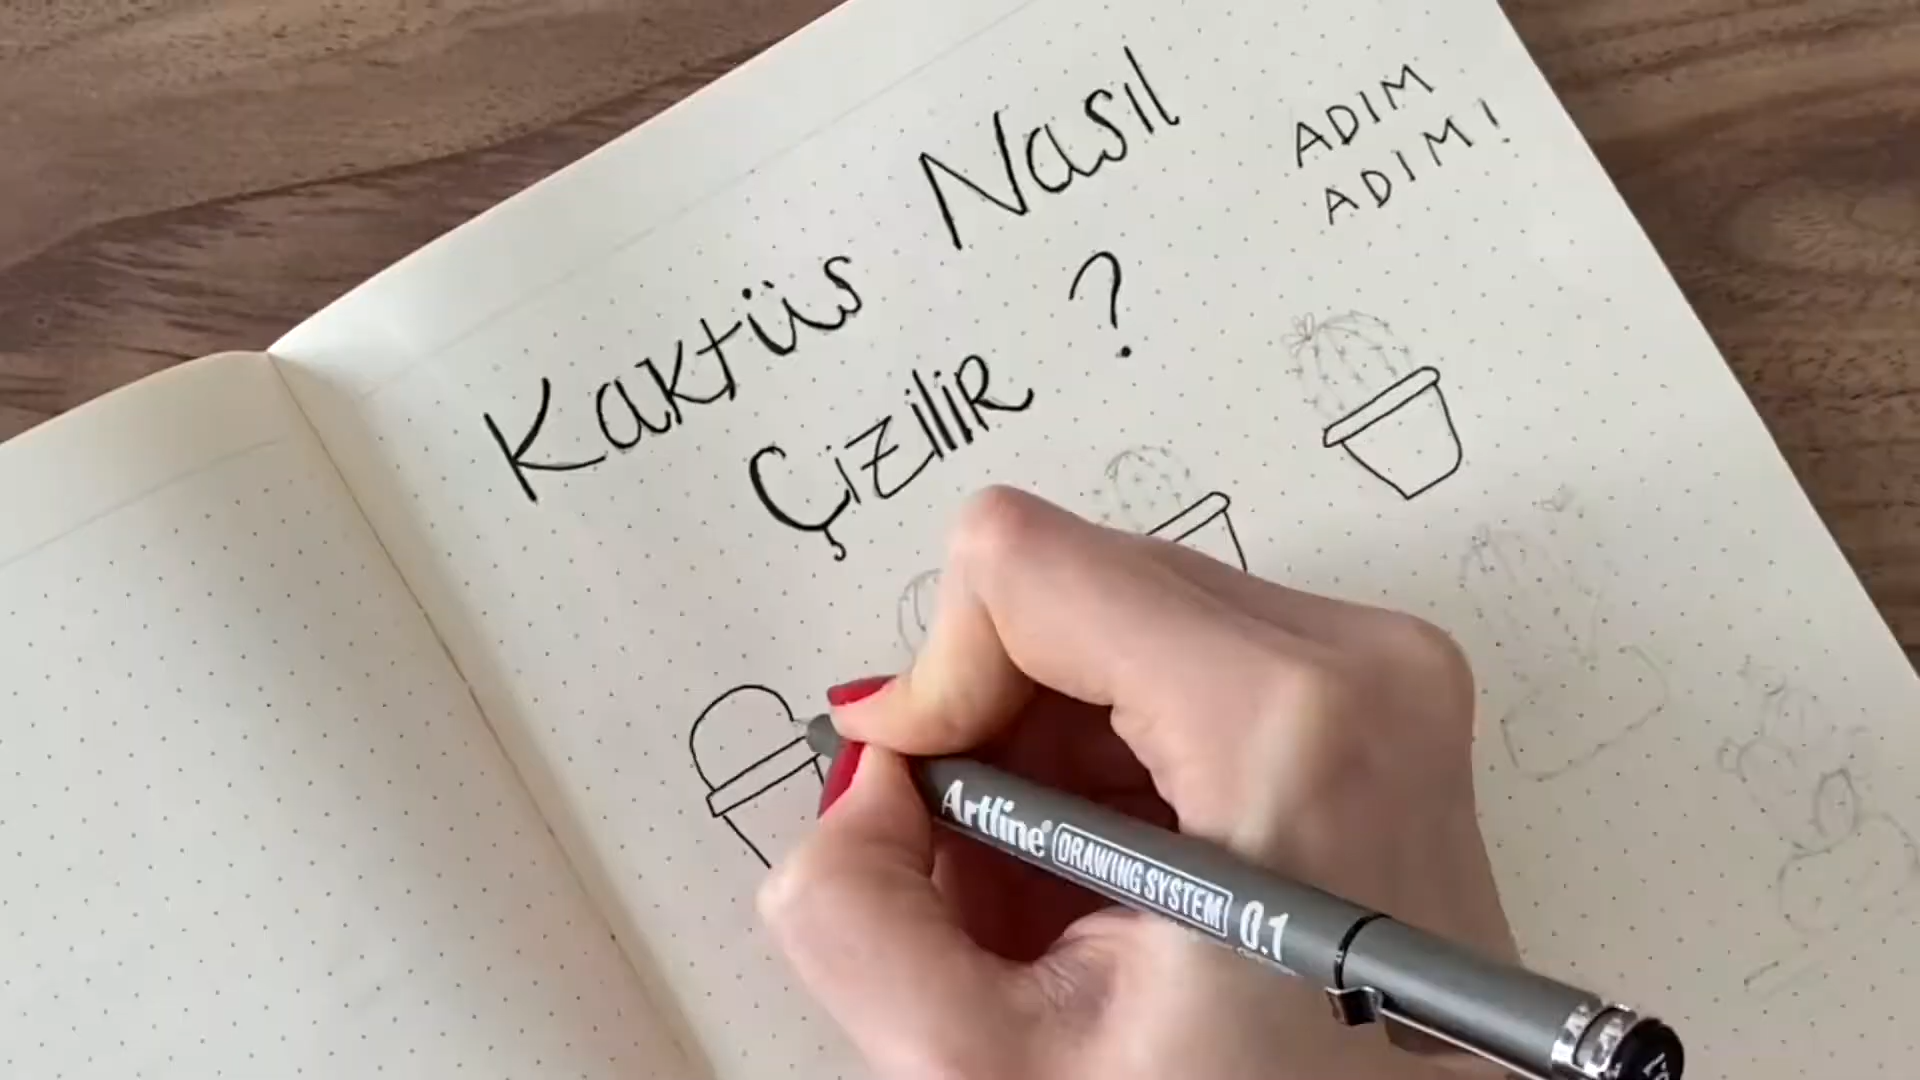 Kaktüs Nasıl
Çizilir ?
ADIM
ADIM !
Artline DRAWING SYSTEM 0.1